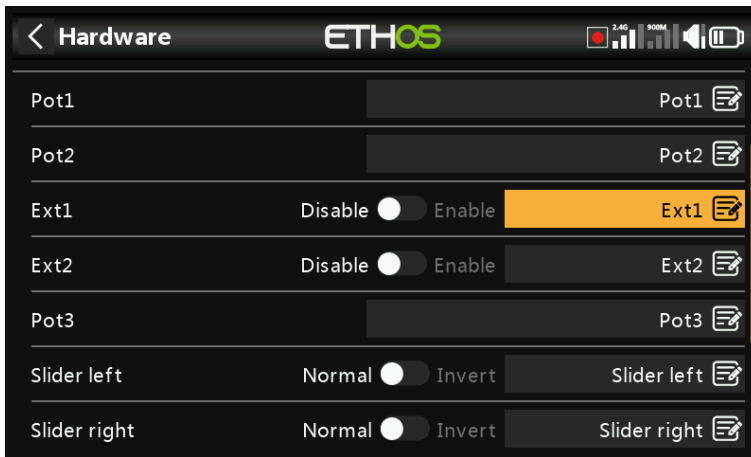 Hardware ETHOS 2.4G 900M
Pot1 Pot1
Pot2 Pot2
Ext1 Disable Enable Ext1
Ext2 Disable Enable Ext2
Pot3 Pot3
Slider left Normal Invert Slider left
Slider right Normal Invert Slider right